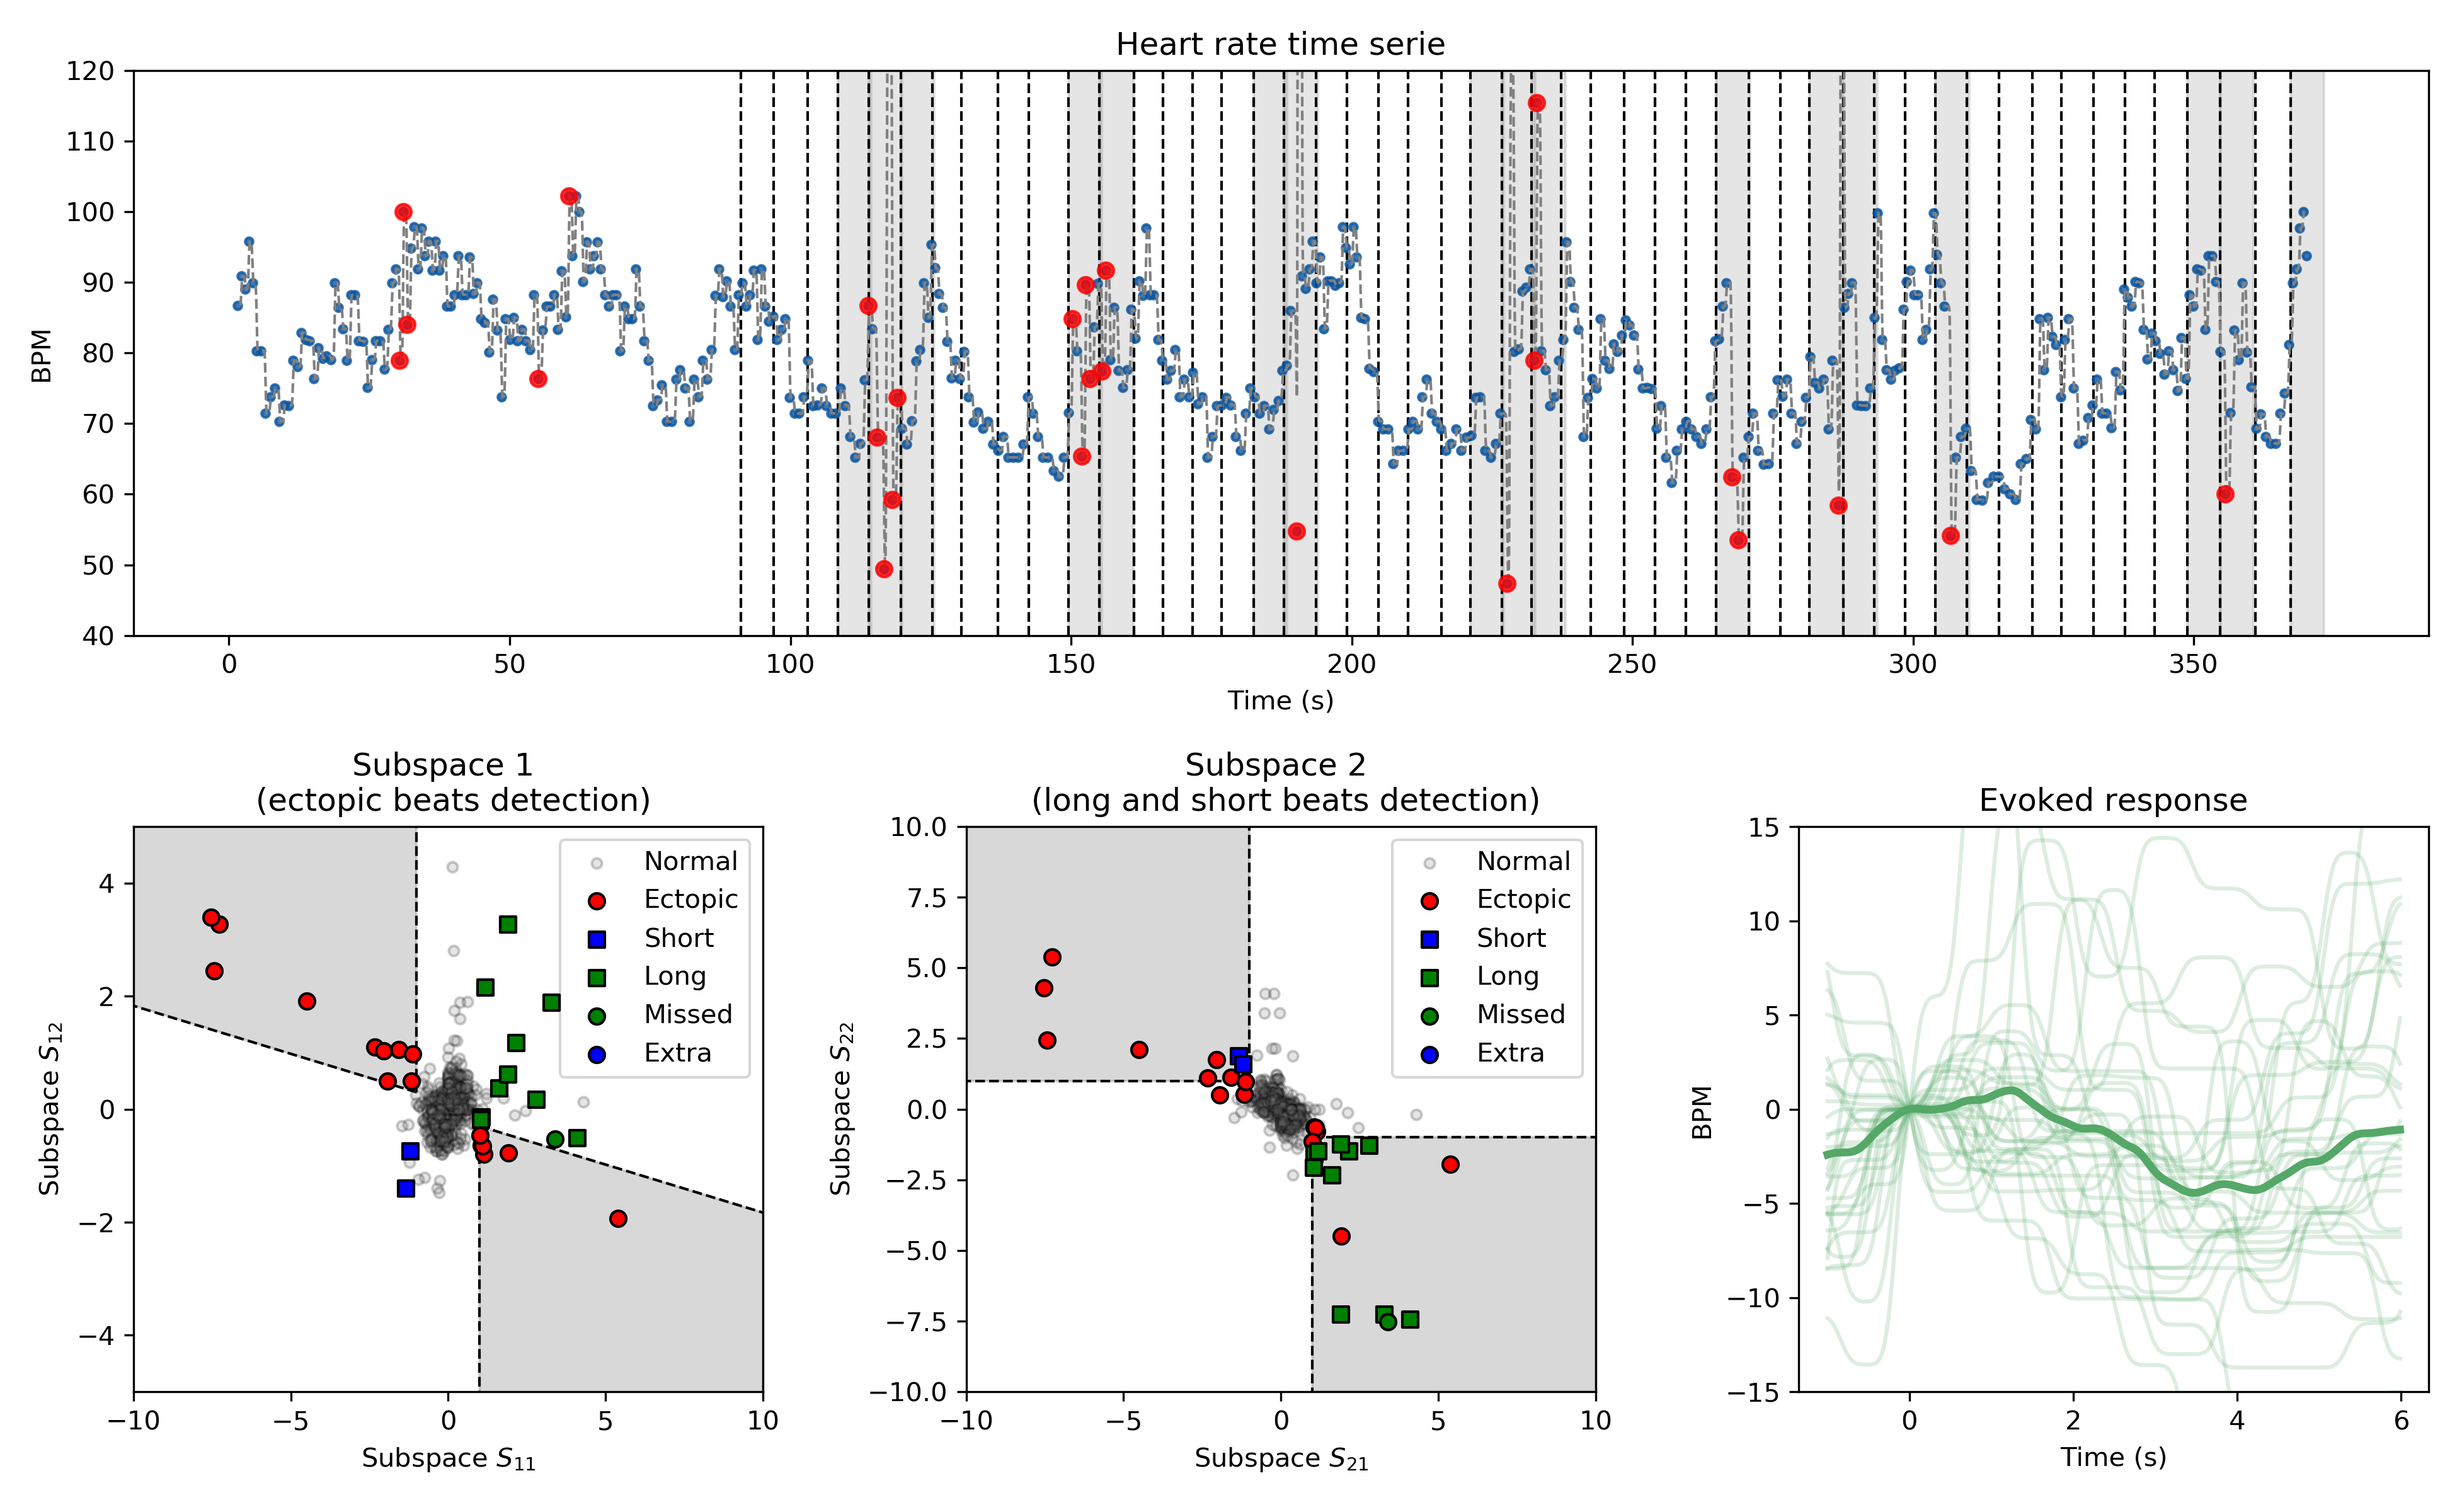 Heart rate time serie
120
110
100
90
80
70
60
50
40
BPM
0 50 100 150 200 250 300 350
Time (s)
Subspace 1
(ectopic beats detection)
4
2
0
−2
−4
Subspace S₁₂
−10 −5 0 5 10
Subspace S₁₁
Normal
Ectopic
Short
Long
Missed
Extra
Subspace 2
(long and short beats detection)
10.0
7.5
5.0
2.5
0.0
−2.5
−5.0
−7.5
−10.0
Subspace S₂₂
−10 −5 0 5 10
Subspace S₂₁
Normal
Ectopic
Short
Long
Missed
Extra
Evoked response
15
10
5
0
−5
−10
−15
BPM
0 2 4 6
Time (s)